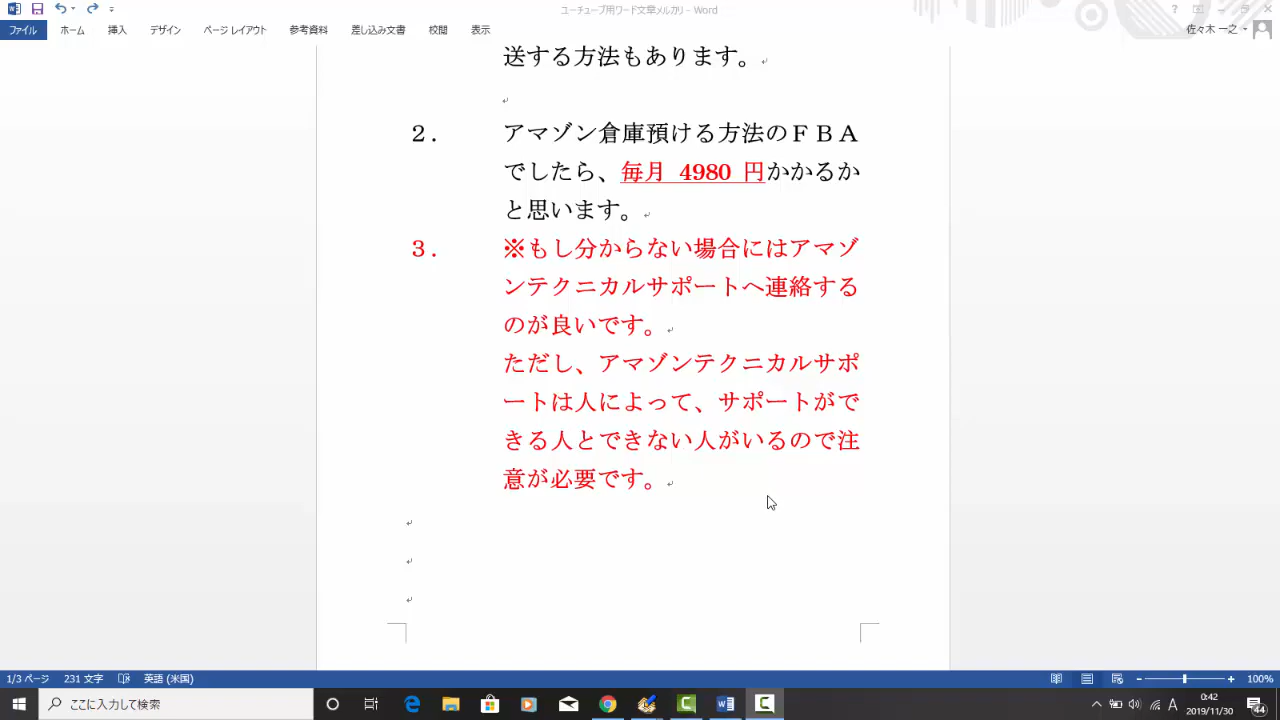 ユーチューブ用ワード文章メルカリ - Word
ファイル ホーム 挿入 デザイン ページ レイアウト 参考資料 差し込み文書 校閲 表示 佐々木 一之
送する方法もあります。
２． アマゾン倉庫預ける方法のＦＢＡ
でしたら、毎月 4980 円かかるか
と思います。
３． ※もし分からない場合にはアマゾ
ンテクニカルサポートへ連絡する
のが良いです。
ただし、アマゾンテクニカルサポ
ートは人によって、サポートがで
きる人とできない人がいるので注
意が必要です。
1/3 ページ 231 文字 英語 (米国) 100%
ここに入力して検索 A 0:42
2019/11/30 44